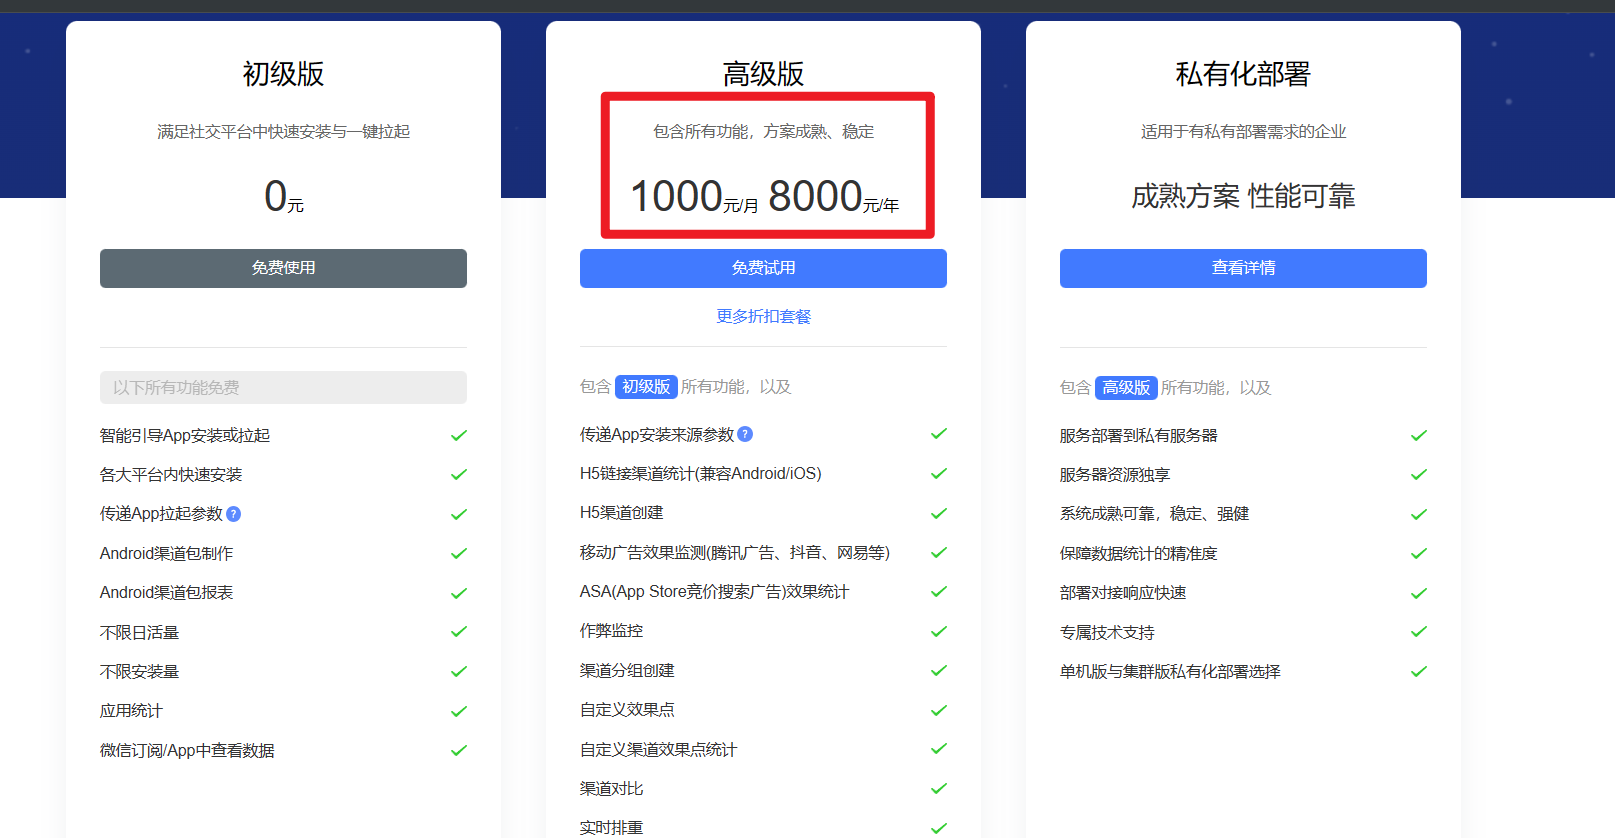 初级版
满足社交平台中快速安装与一键拉起
0元
免费使用
以下所有功能免费
智能引导App安装或拉起
各大平台内快速安装
传递App拉起参数 ?
Android渠道包制作
Android渠道包报表
不限日活量
不限安装量
应用统计
微信订阅/App中查看数据
高级版
包含所有功能，方案成熟、稳定
1000元/月 8000元/年
免费试用
更多折扣套餐
包含 初级版 所有功能，以及
传递App安装来源参数 ?
H5链接渠道统计(兼容Android/iOS)
H5渠道创建
移动广告效果监测(腾讯广告、抖音、网易等)
ASA(App Store竞价搜索广告)效果统计
作弊监控
渠道分组创建
自定义效果点
自定义渠道效果点统计
渠道对比
实时排重
私有化部署
适用于有私有部署需求的企业
成熟方案 性能可靠
查看详情
包含 高级版 所有功能，以及
服务部署到私有服务器
服务器资源独享
系统成熟可靠，稳定、强健
保障数据统计的精准度
部署对接响应快速
专属技术支持
单机版与集群版私有化部署选择